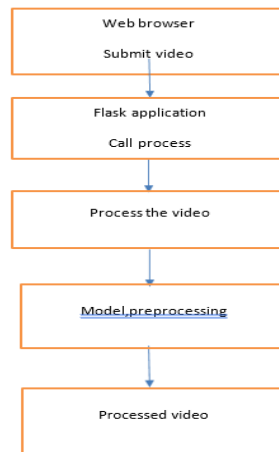 Web browser
Submit video
Flask application
Call process
Process the video
Model,preprocessing
Processed video